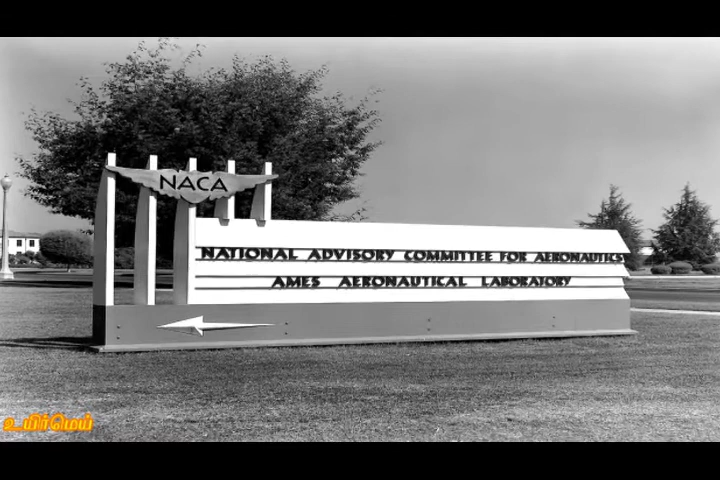 NACA
NATIONAL ADVISORY COMMITTEE FOR AERONAUTICS
AMES AERONAUTICAL LABORATORY
உயிர்மெய்